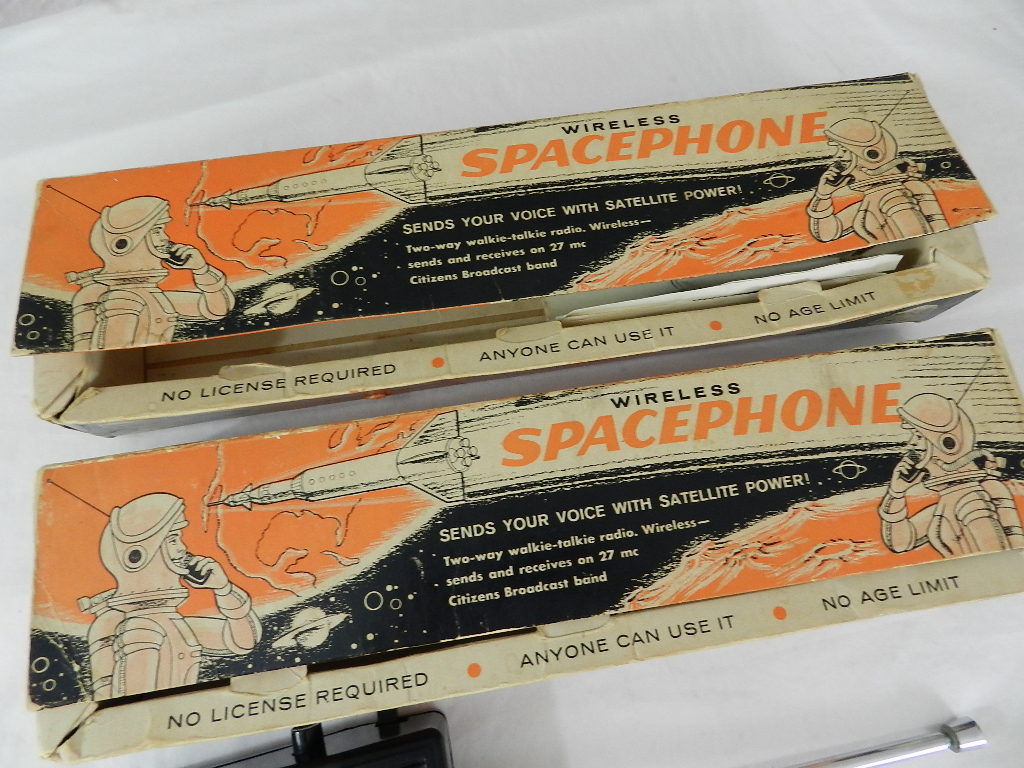 WIRELESS
SPACEPHONE
SENDS YOUR VOICE WITH SATELLITE POWER!
Two-way walkie-talkie radio. Wireless—
sends and receives on 27 mc
Citizens Broadcast band
NO LICENSE REQUIRED • ANYONE CAN USE IT • NO AGE LIMIT
WIRELESS
SPACEPHONE
SENDS YOUR VOICE WITH SATELLITE POWER!
Two-way walkie-talkie radio. Wireless—
sends and receives on 27 mc
Citizens Broadcast band
NO LICENSE REQUIRED • ANYONE CAN USE IT • NO AGE LIMIT